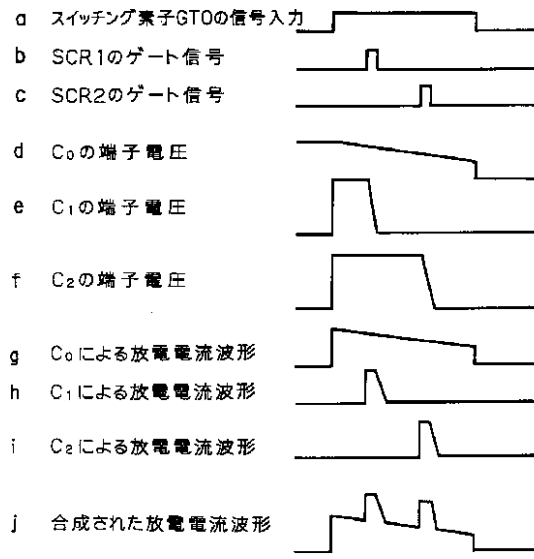 a スイッチング素子GTOの信号入力
b SCR1のゲート信号
c SCR2のゲート信号
d C₀の端子電圧
e C₁の端子電圧
f C₂の端子電圧
g C₀による放電電流波形
h C₁による放電電流波形
i C₂による放電電流波形
j 合成された放電電流波形